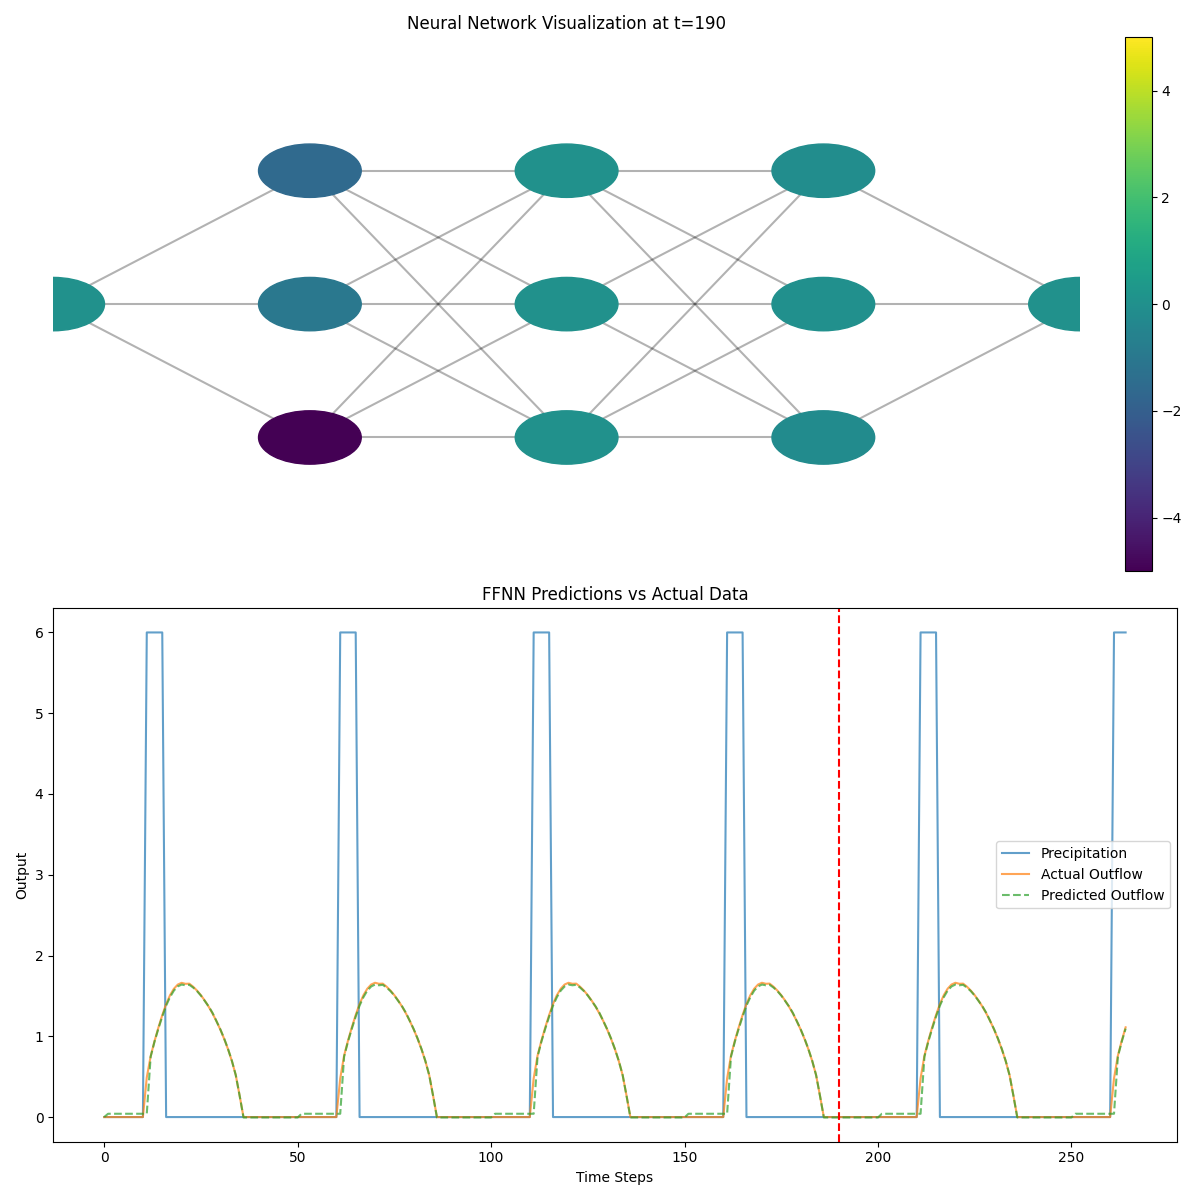 Neural Network Visualization at t=190
4
2
0
−2
−4
FFNN Predictions vs Actual Data
6
5
4
3
2
1
0
Output
Precipitation
Actual Outflow
Predicted Outflow
0 50 100 150 200 250
Time Steps